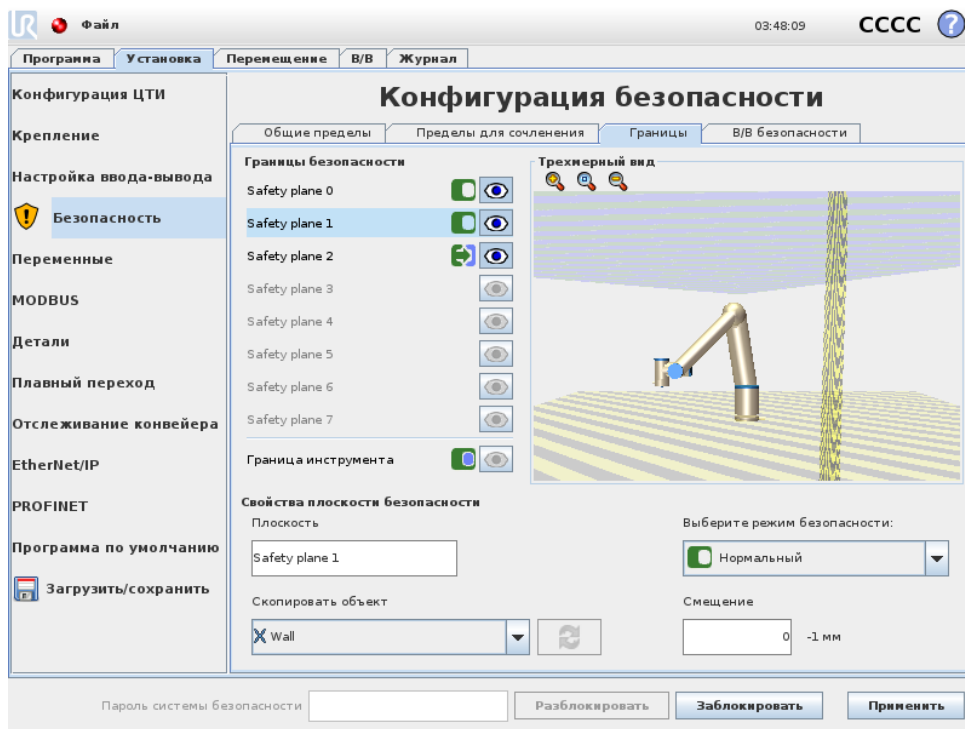 UR Файл 03:48:09 CCCC ?
Программа Установка Перемещение В/В Журнал
Конфигурация ЦТИ
Крепление
Настройка ввода-вывода
Безопасность
Переменные
MODBUS
Детали
Плавный переход
Отслеживание конвейера
EtherNet/IP
PROFINET
Программа по умолчанию
Загрузить/сохранить
Конфигурация безопасности
Общие пределы Пределы для сочленения Границы В/В безопасности
Границы безопасности
Safety plane 0
Safety plane 1
Safety plane 2
Safety plane 3
Safety plane 4
Safety plane 5
Safety plane 6
Safety plane 7
Граница инструмента
Трехмерный вид
Свойства плоскости безопасности
Плоскость
Safety plane 1
Скопировать объект
Wall
Выберите режим безопасности:
Нормальный
Смещение
0 -1 мм
Пароль системы безопасности Разблокировать Заблокировать Применить